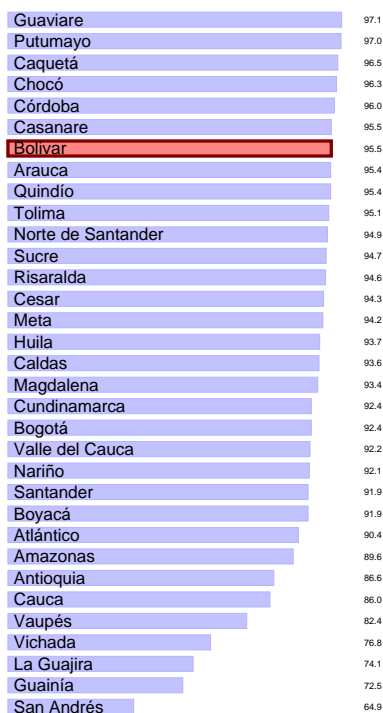 Guaviare 97.1
Putumayo 97.0
Caquetá 96.5
Chocó 96.3
Córdoba 96.0
Casanare 95.5
Bolivar 95.5
Arauca 95.4
Quindío 95.4
Tolima 95.1
Norte de Santander 94.9
Sucre 94.7
Risaralda 94.6
Cesar 94.3
Meta 94.2
Huila 93.7
Caldas 93.6
Magdalena 93.4
Cundinamarca 92.4
Bogotá 92.4
Valle del Cauca 92.2
Nariño 92.1
Santander 91.9
Boyacá 91.9
Atlántico 90.4
Amazonas 89.6
Antioquia 86.6
Cauca 86.0
Vaupés 82.4
Vichada 76.8
La Guajira 74.1
Guainía 72.5
San Andrés 64.9